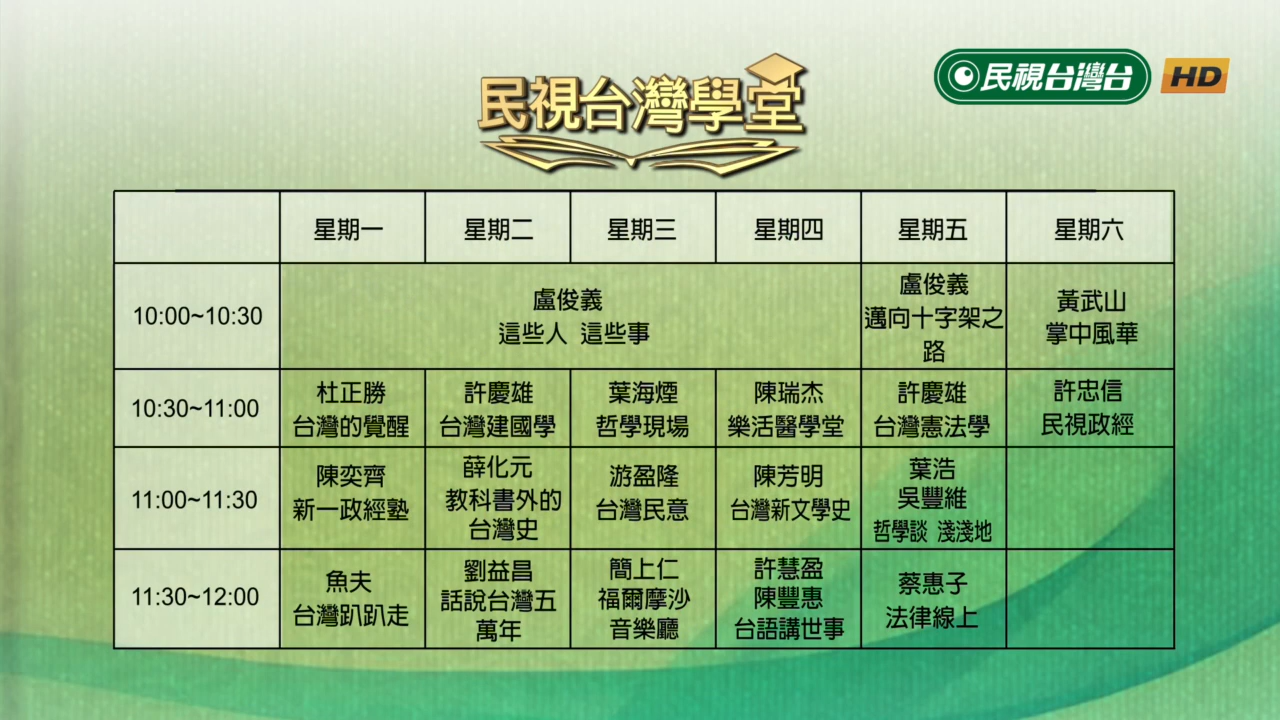 民視台灣學堂
民視台灣台 HD
星期一 星期二 星期三 星期四 星期五 星期六
10:00~10:30
盧俊義
這些人 這些事
盧俊義
邁向十字架之
路
黃武山
掌中風華
10:30~11:00
杜正勝
台灣的覺醒
許慶雄
台灣建國學
葉海煙
哲學現場
陳瑞杰
樂活醫學堂
許慶雄
台灣憲法學
許忠信
民視政經
11:00~11:30
陳奕齊
新一政經塾
薛化元
教科書外的
台灣史
游盈隆
台灣民意
陳芳明
台灣新文學史
葉浩
吳豐維
哲學談 淺淺地
11:30~12:00
魚夫
台灣趴趴走
劉益昌
話說台灣五
萬年
簡上仁
福爾摩沙
音樂廳
許慧盈
陳豐惠
台語講世事
蔡惠子
法律線上